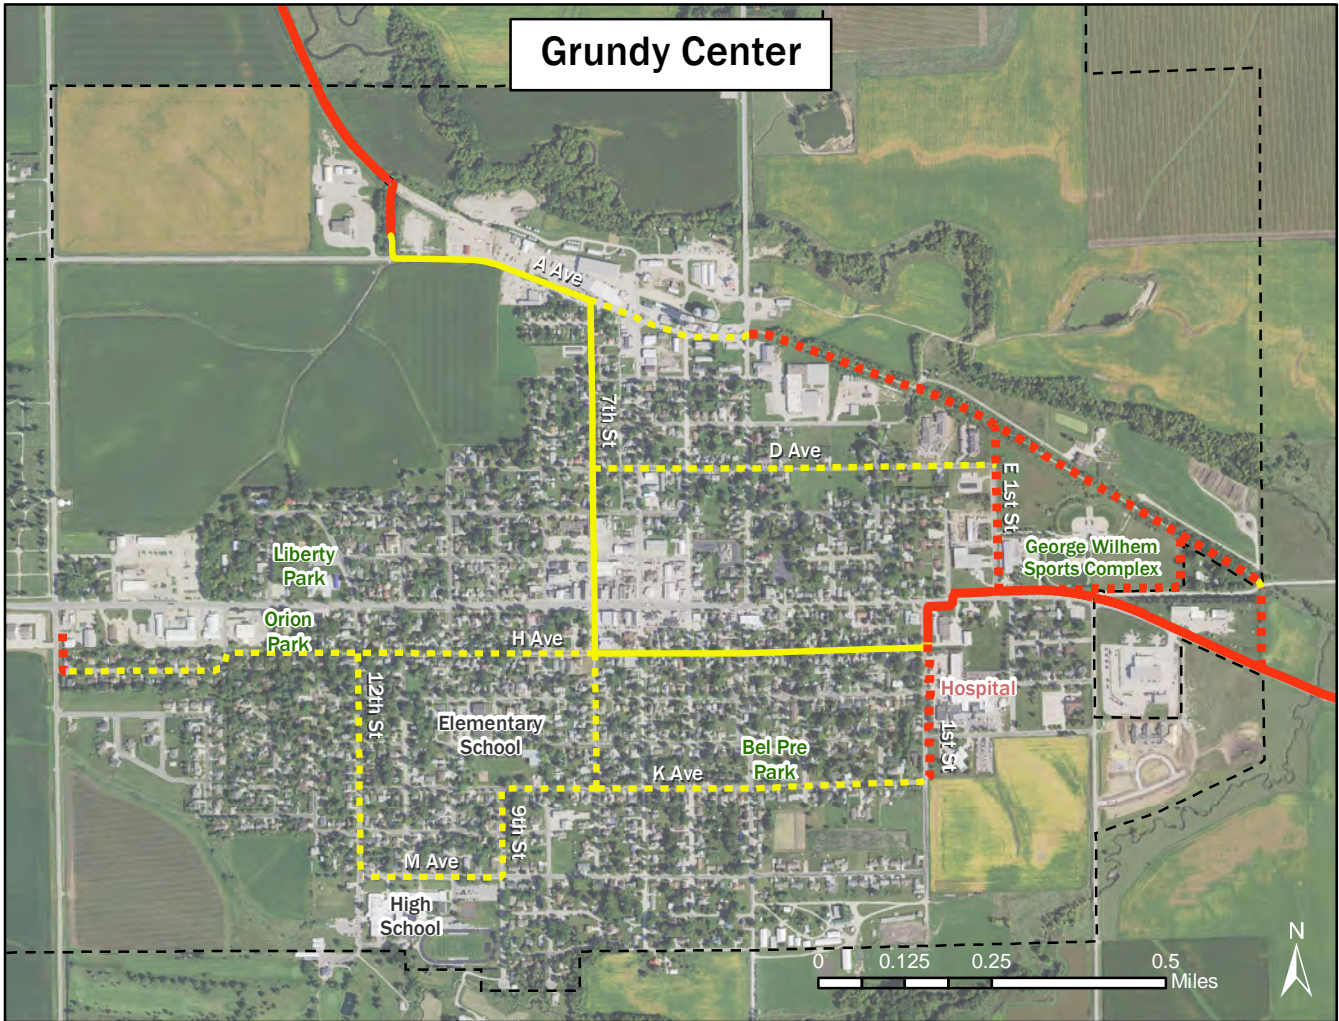 Grundy Center
A Ave
7th St
D Ave
E 1st St
George Wilhem
Sports Complex
Liberty
Park
Orion
Park
H Ave
12th St
Elementary
School
Hospital
1st St
Bel Pre
Park
K Ave
9th St
M Ave
High
School
N
0 0.125 0.25 0.5
Miles